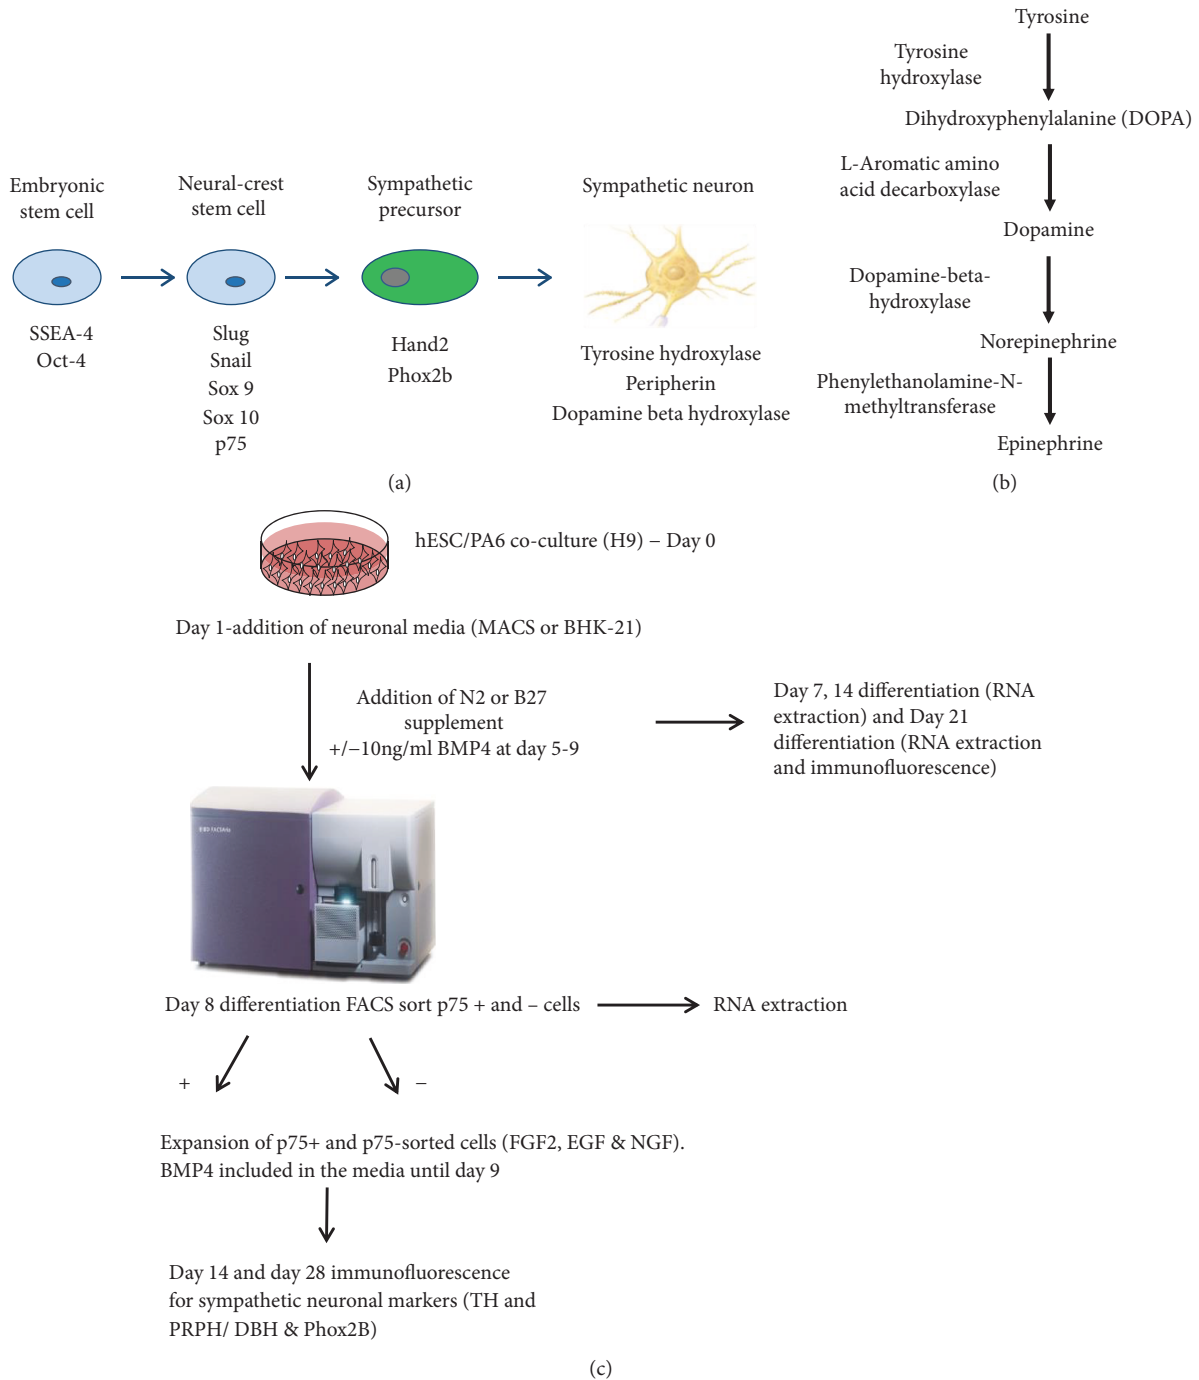 Embryonic
stem cell
Neural-crest
stem cell
Sympathetic
precursor
Sympathetic neuron
SSEA-4
Oct-4
Slug
Snail
Sox 9
Sox 10
p75
Hand2
Phox2b
Tyrosine hydroxylase
Peripherin
Dopamine beta hydroxylase
(a)
Tyrosine
Tyrosine
hydroxylase
Dihydroxyphenylalanine (DOPA)
L-Aromatic amino
acid decarboxylase
Dopamine
Dopamine-beta-
hydroxylase
Norepinephrine
Phenylethanolamine-N-
methyltransferase
Epinephrine
(b)
hESC/PA6 co-culture (H9) − Day 0
Day 1-addition of neuronal media (MACS or BHK-21)
Addition of N2 or B27
supplement
+/−10ng/ml BMP4 at day 5-9
Day 7, 14 differentiation (RNA
extraction) and Day 21
differentiation (RNA extraction
and immunofluorescence)
Day 8 differentiation FACS sort p75 + and – cells
RNA extraction
+
−
Expansion of p75+ and p75-sorted cells (FGF2, EGF & NGF).
BMP4 included in the media until day 9
Day 14 and day 28 immunofluorescence
for sympathetic neuronal markers (TH and
PRPH/ DBH & Phox2B)
(c)